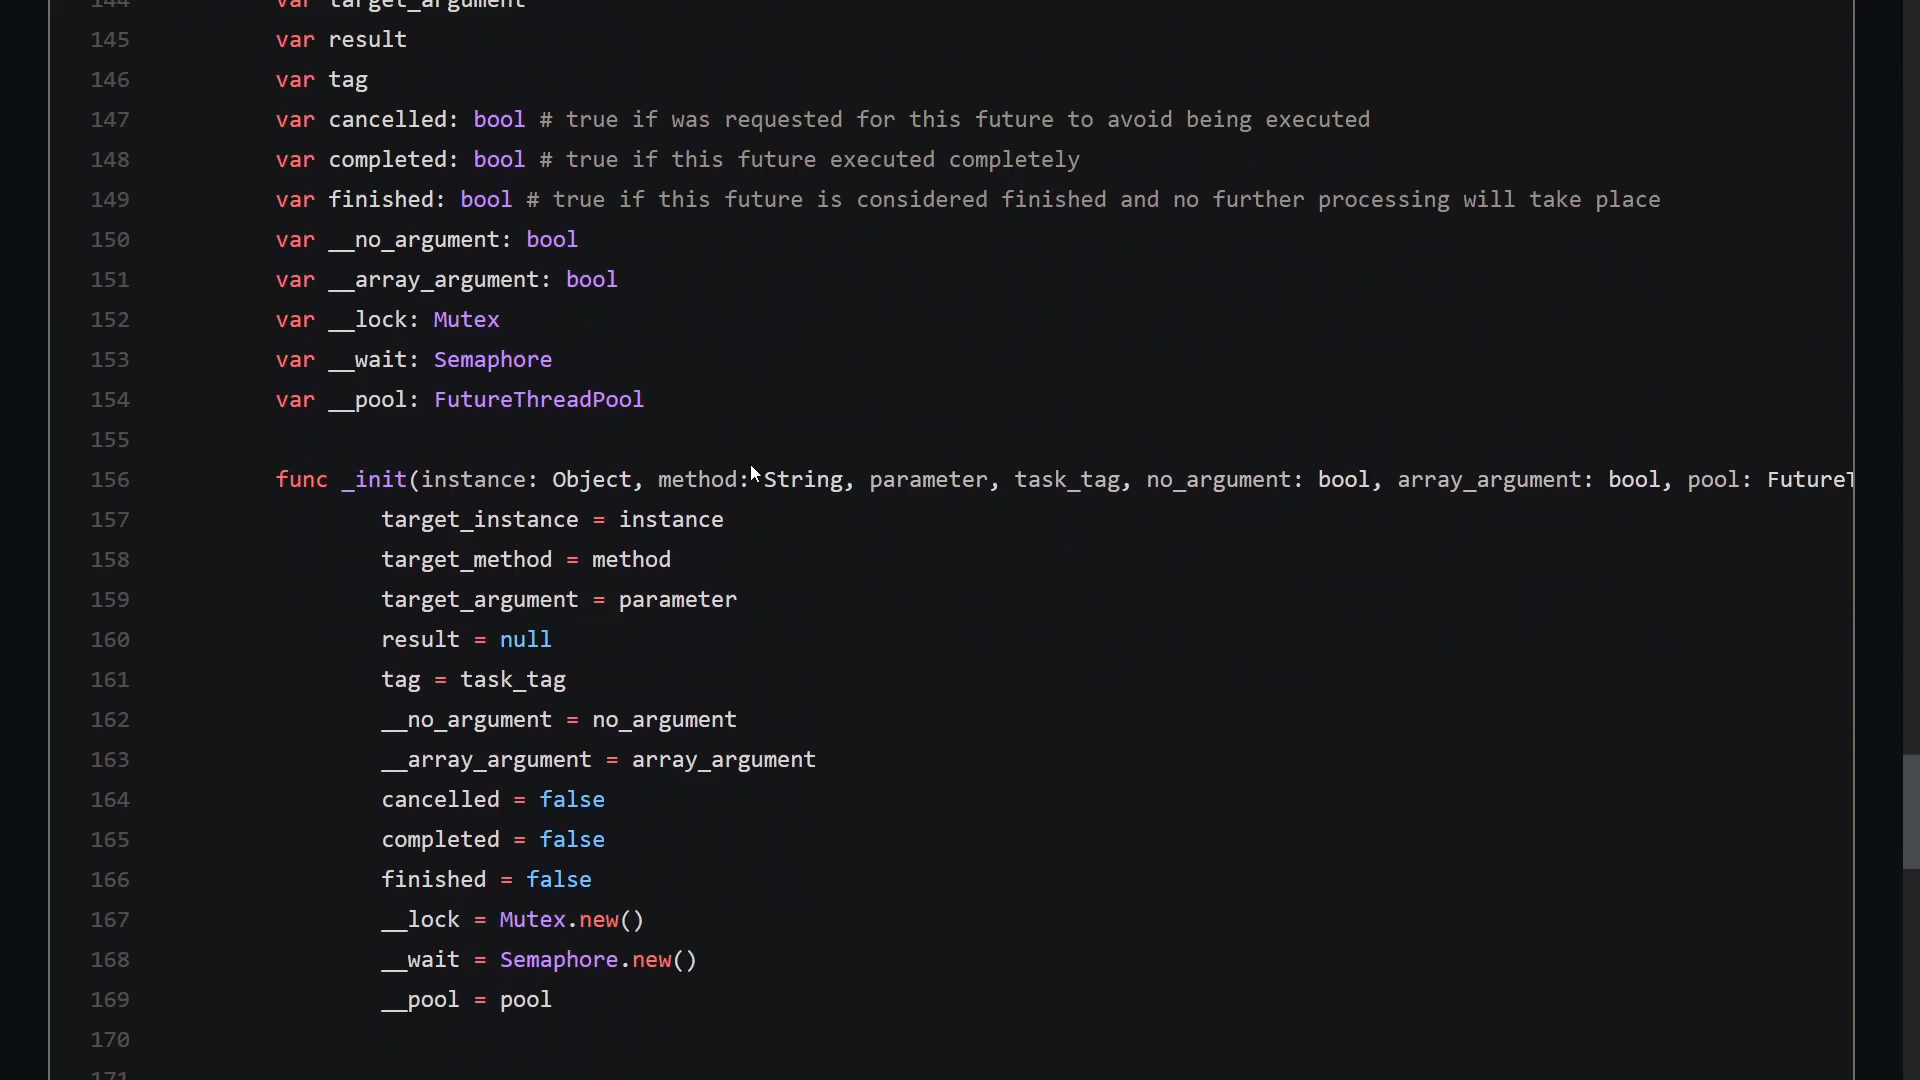 144 var target_argument
145 var result
146 var tag
147 var cancelled: bool # true if was requested for this future to avoid being executed
148 var completed: bool # true if this future executed completely
149 var finished: bool # true if this future is considered finished and no further processing will take place
150 var __no_argument: bool
151 var __array_argument: bool
152 var __lock: Mutex
153 var __wait: Semaphore
154 var __pool: FutureThreadPool
155
156 func _init(instance: Object, method: String, parameter, task_tag, no_argument: bool, array_argument: bool, pool: FutureT
157 target_instance = instance
158 target_method = method
159 target_argument = parameter
160 result = null
161 tag = task_tag
162 __no_argument = no_argument
163 __array_argument = array_argument
164 cancelled = false
165 completed = false
166 finished = false
167 __lock = Mutex.new()
168 __wait = Semaphore.new()
169 __pool = pool
170
171